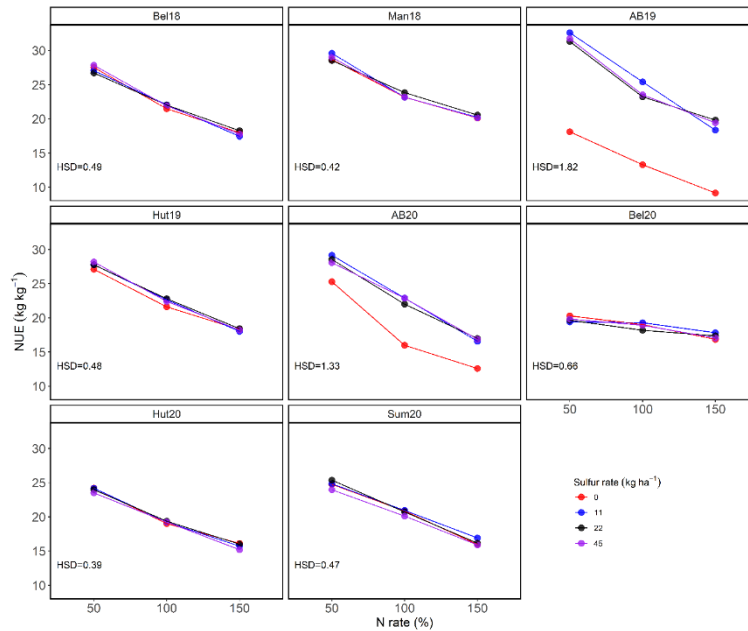 Bel18 Man18 AB19
30
25
20
15
10
HSD=0.49 HSD=0.42 HSD=1.82
Hut19 AB20 Bel20
30
25
20
15
10
HSD=0.48 HSD=1.33 HSD=0.66
50 100 150
Hut20 Sum20
30
25
20
15
10
HSD=0.39 HSD=0.47
50 100 150 50 100 150
NUE (kg kg⁻¹)
N rate (%)
Sulfur rate (kg ha⁻¹)
0
11
22
45